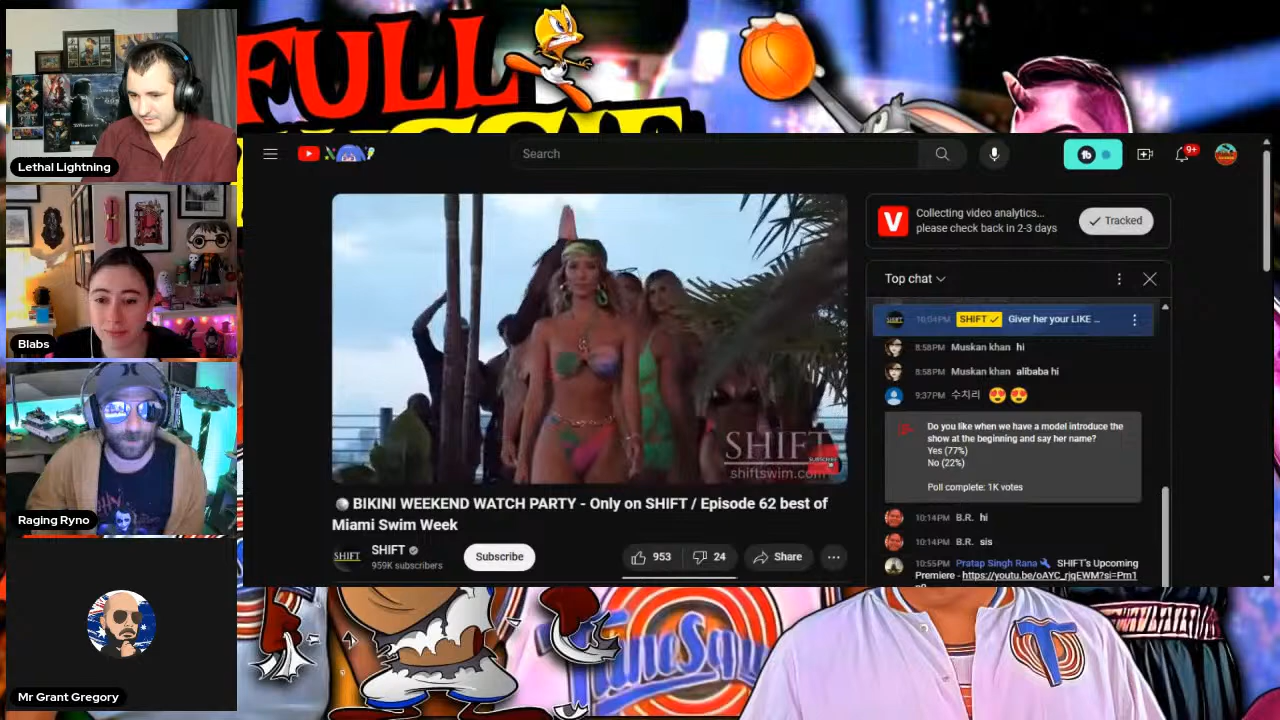 FULL
Lethal Lightning
Blabs
Raging Ryno
Mr Grant Gregory
Search
9+
Collecting video analytics...
please check back in 2-3 days
Tracked
Top chat
10:04PM SHIFT Giver her your LIKE ...
8:58PM Muskan khan hi
8:58PM Muskan khan alibaba hi
9:37PM 수치리 😍😍
Do you like when we have a model introduce the
show at the beginning and say her name?
Yes (77%)
No (22%)
Poll complete: 1K votes
10:14PM B.R. hi
10:14PM B.R. sis
10:55PM Pratap Singh Rana SHIFT's Upcoming
Premiere - https://youtu.be/oAYC_rjqEWM?si=Pm1
SHIFT
shiftswim.com
BIKINI WEEKEND WATCH PARTY - Only on SHIFT / Episode 62 best of
Miami Swim Week
SHIFT
SHIFT
959K subscribers
Subscribe
953
24
Share
T